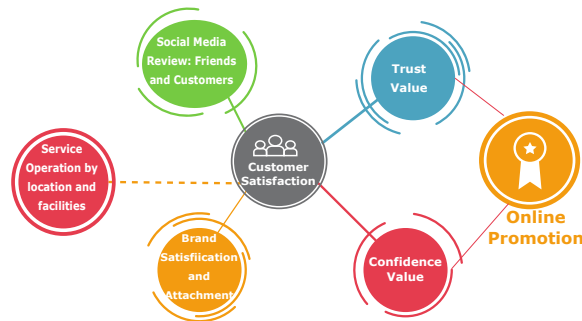 Social Media
Review: Friends
and Customers
Trust
Value
Service
Operation by
location and
facilities
Customer
Satisfaction
Online
Promotion
Brand
Satisfiication
and
Attachment
Confidence
Value